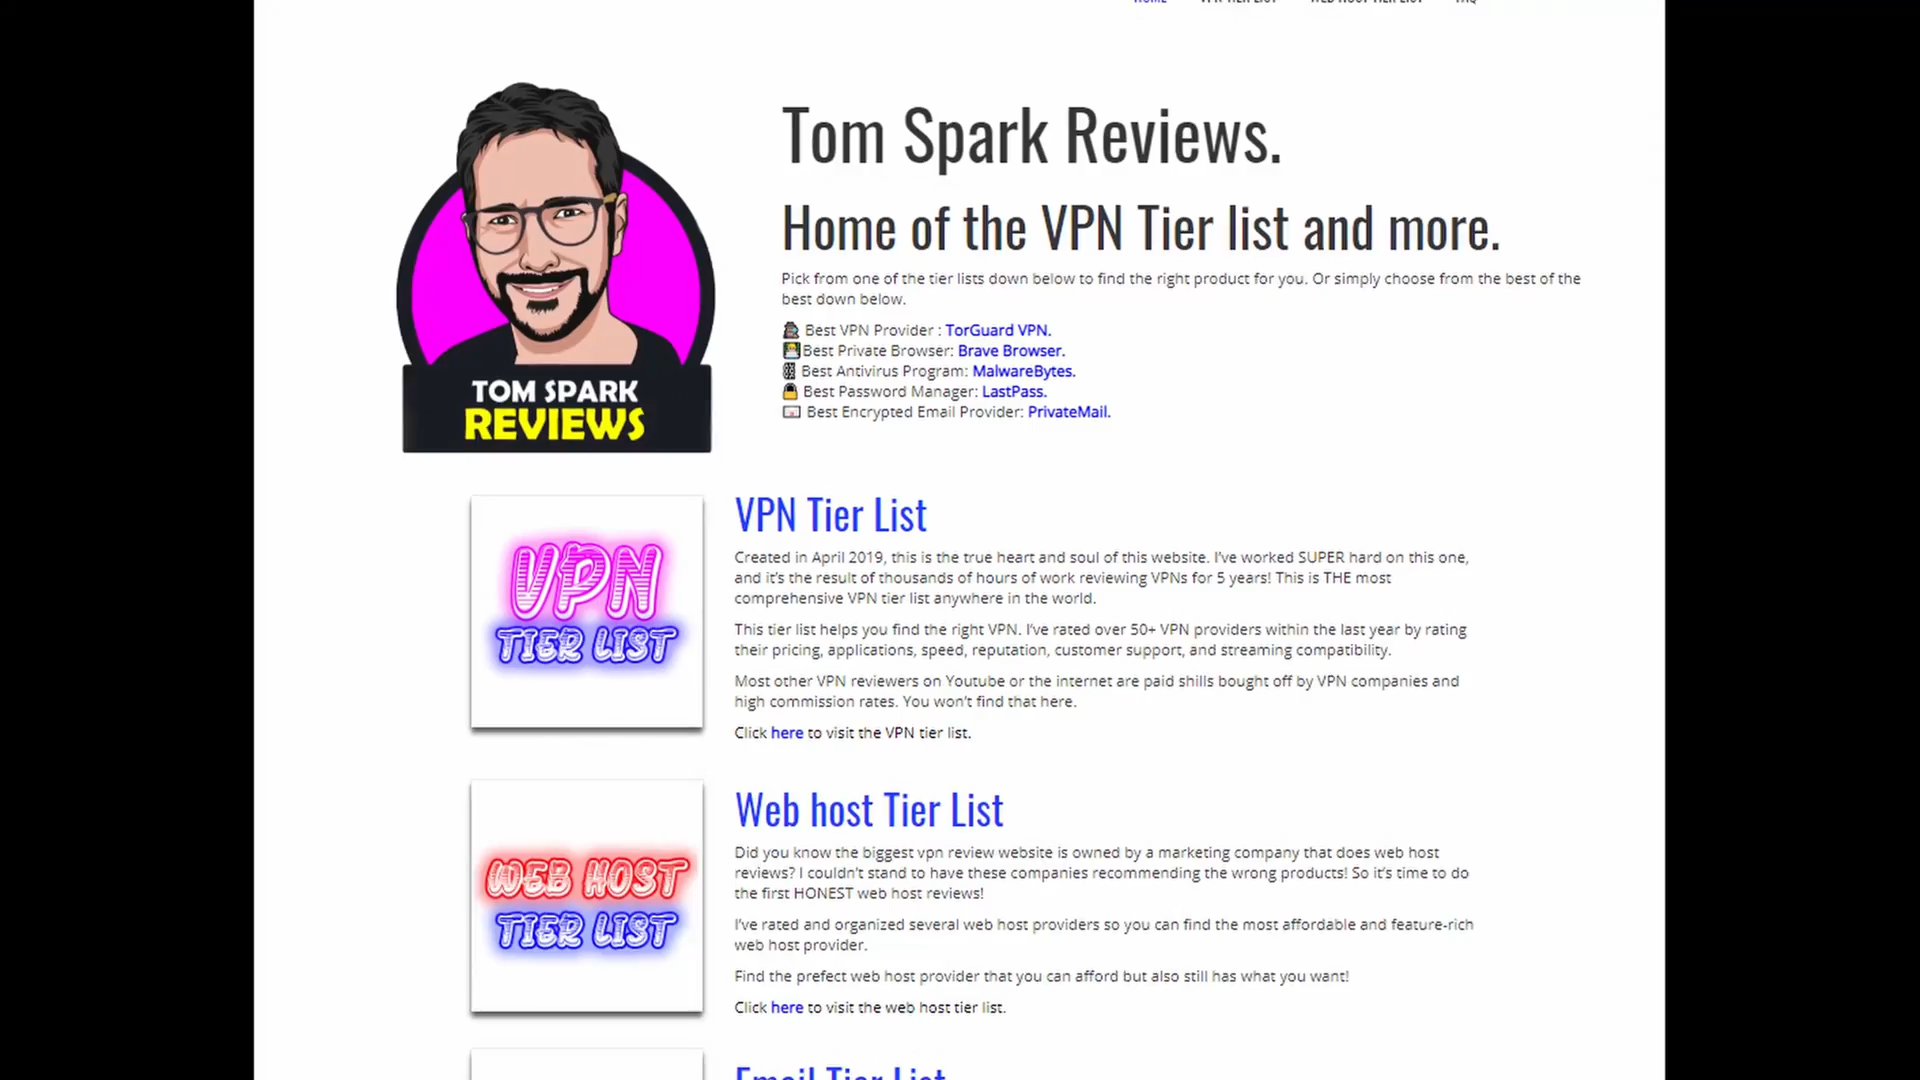 HOME VPN TIER LIST WEB HOST TIER LIST FAQ
Tom Spark Reviews.
Home of the VPN Tier list and more.
Pick from one of the tier lists down below to find the right product for you. Or simply choose from the best of the
best down below.
Best VPN Provider : TorGuard VPN.
Best Private Browser: Brave Browser.
Best Antivirus Program: MalwareBytes.
Best Password Manager: LastPass.
Best Encrypted Email Provider: PrivateMail.
TOM SPARK
REVIEWS
VPN
TIER LIST
VPN Tier List
Created in April 2019, this is the true heart and soul of this website. I've worked SUPER hard on this one,
and it's the result of thousands of hours of work reviewing VPNs for 5 years! This is THE most
comprehensive VPN tier list anywhere in the world.
This tier list helps you find the right VPN. I've rated over 50+ VPN providers within the last year by rating
their pricing, applications, speed, reputation, customer support, and streaming compatibility.
Most other VPN reviewers on Youtube or the internet are paid shills bought off by VPN companies and
high commission rates. You won't find that here.
Click here to visit the VPN tier list.
WEB HOST
TIER LIST
Web host Tier List
Did you know the biggest vpn review website is owned by a marketing company that does web host
reviews? I couldn't stand to have these companies recommending the wrong products! So it's time to do
the first HONEST web host reviews!
I've rated and organized several web host providers so you can find the most affordable and feature-rich
web host provider.
Find the prefect web host provider that you can afford but also still has what you want!
Click here to visit the web host tier list.
Email Tier List